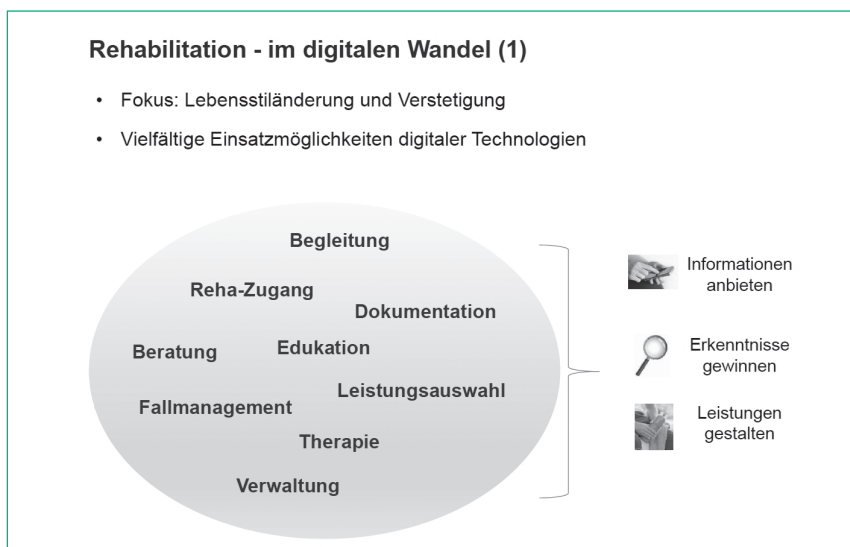 Rehabilitation - im digitalen Wandel (1)
• Fokus: Lebensstiländerung und Verstetigung
• Vielfältige Einsatzmöglichkeiten digitaler Technologien
Begleitung
Reha-Zugang
Dokumentation
Beratung
Edukation
Leistungsauswahl
Fallmanagement
Therapie
Verwaltung
Informationen
anbieten
Erkenntnisse
gewinnen
Leistungen
gestalten